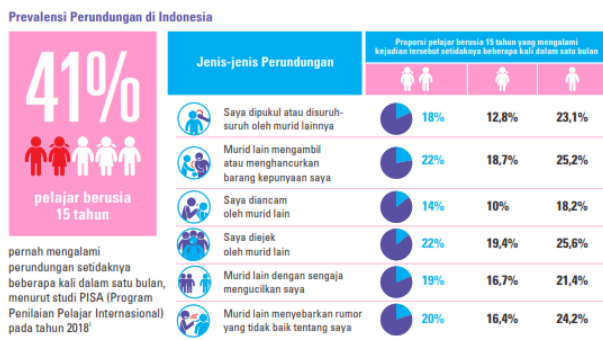 Prevalensi Perundungan di Indonesia
41%
pelajar berusia
15 tahun
pernah mengalami
perundungan setidaknya
beberapa kali dalam satu bulan,
menurut studi PISA (Program
Penilaian Pelajar Internasional)
pada tahun 2018
Jenis-jenis Perundungan
Proporsi pelajar berusia 15 tahun yang mengalami
kejadian tersebut setidaknya beberapa kali dalam satu bulan
Saya dipukul atau disuruh-
suruh oleh murid lainnya
18% 12,8% 23,1%
Murid lain mengambil
atau menghancurkan
barang kepunyaan saya
22% 18,7% 25,2%
Saya diancam
oleh murid lain
14% 10% 18,2%
Saya diejek
oleh murid lain
22% 19,4% 25,6%
Murid lain dengan sengaja
mengucilkan saya
19% 16,7% 21,4%
Murid lain menyebarkan rumor
yang tidak baik tentang saya
20% 16,4% 24,2%